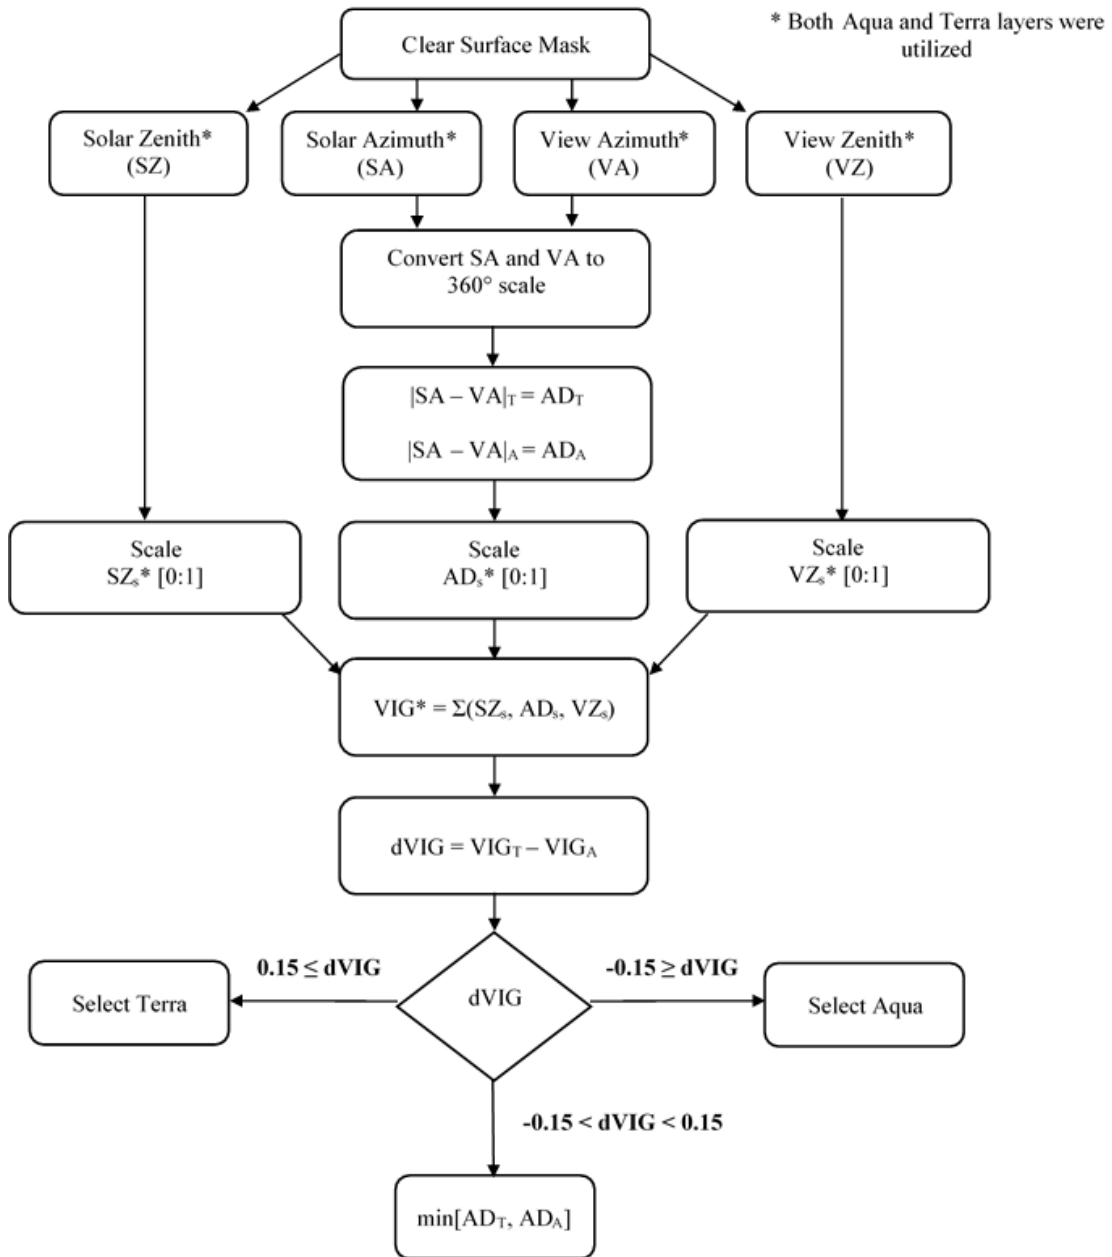 Clear Surface Mask
* Both Aqua and Terra layers were
utilized
Solar Zenith*
(SZ)
Solar Azimuth*
(SA)
View Azimuth*
(VA)
View Zenith*
(VZ)
Convert SA and VA to
360° scale
|SA – VA|T = ADT
|SA – VA|A = ADA
Scale
SZs* [0:1]
Scale
ADs* [0:1]
Scale
VZs* [0:1]
VIG* = Σ(SZs, ADs, VZs)
dVIG = VIGT – VIGA
0.15 ≤ dVIG
-0.15 ≥ dVIG
Select Terra
dVIG
Select Aqua
-0.15 < dVIG < 0.15
min[ADT, ADA]